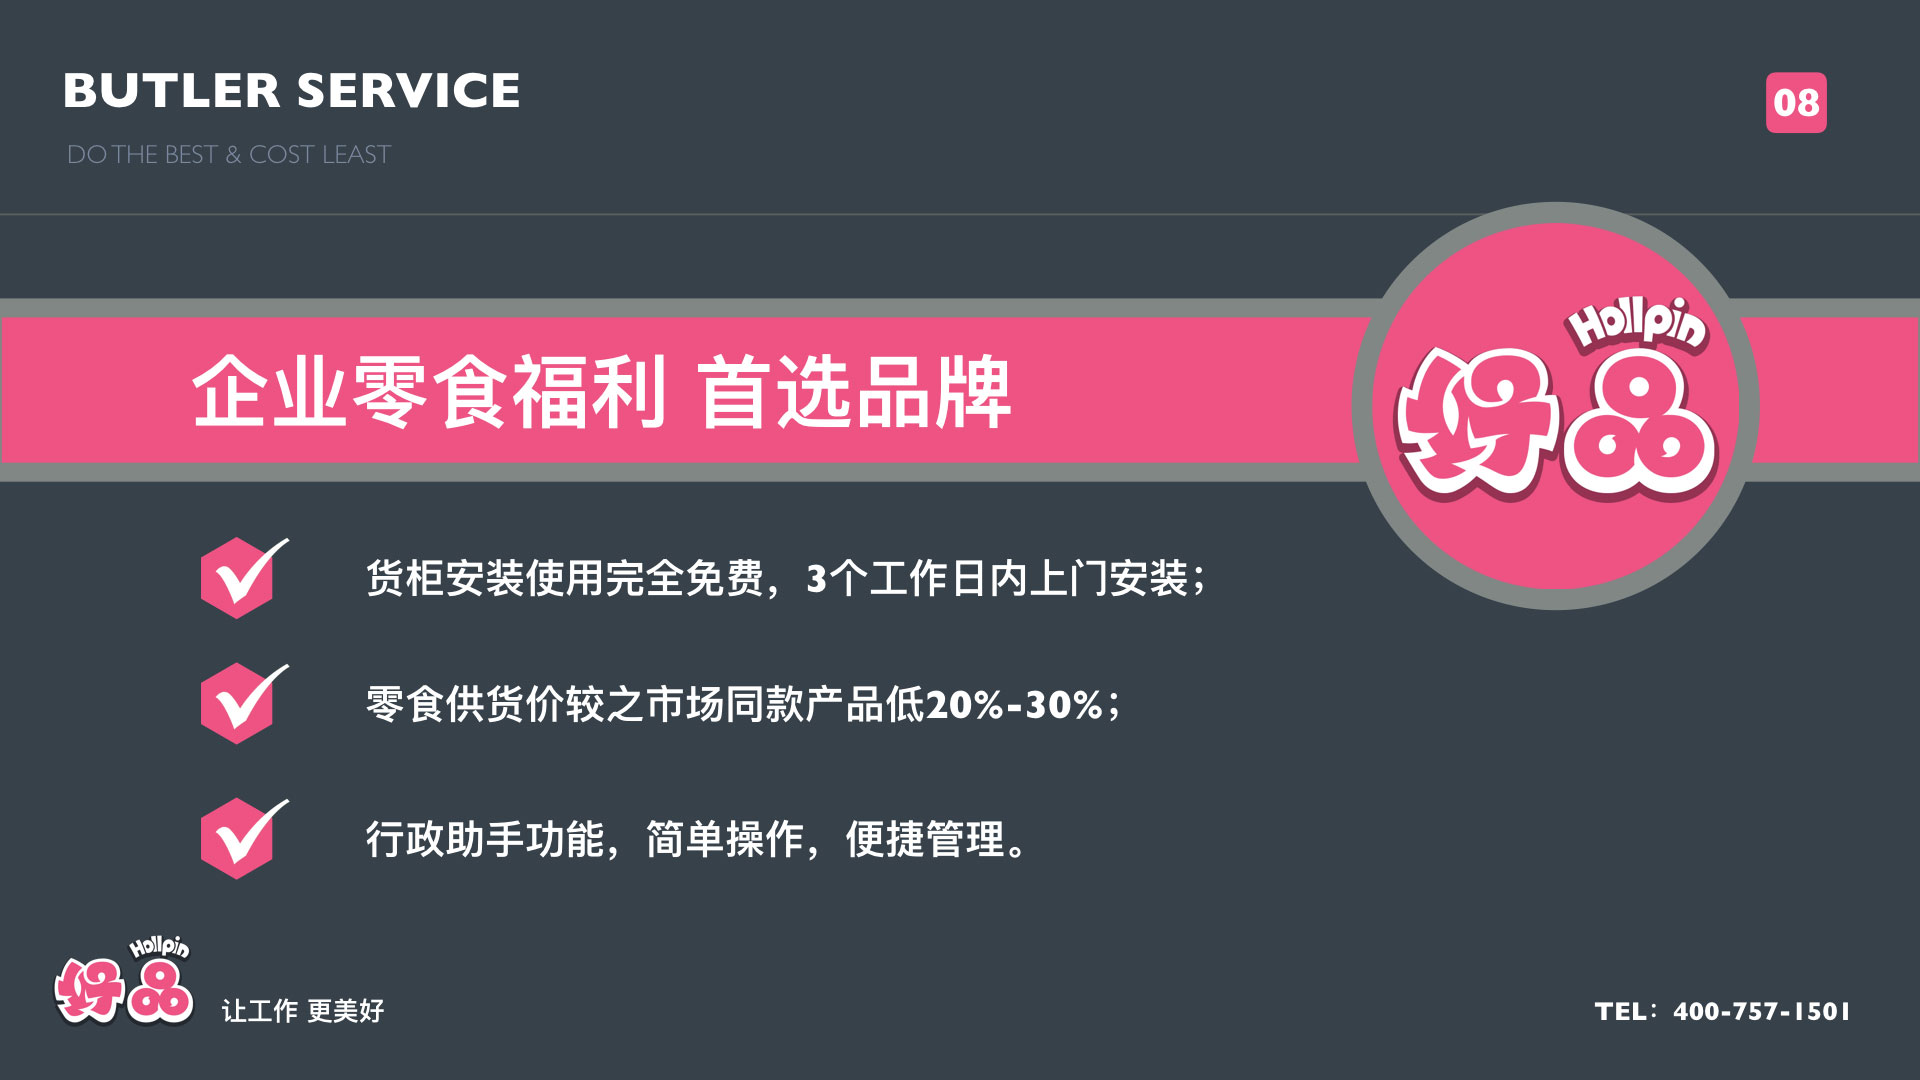 BUTLER SERVICE
08
DO THE BEST & COST LEAST
Hollpin
好品
企业零食福利 首选品牌
货柜安装使用完全免费，3个工作日内上门安装；
零食供货价较之市场同款产品低20%-30%；
行政助手功能，简单操作，便捷管理。
Hollpin
好品
让工作 更美好
TEL：400-757-1501